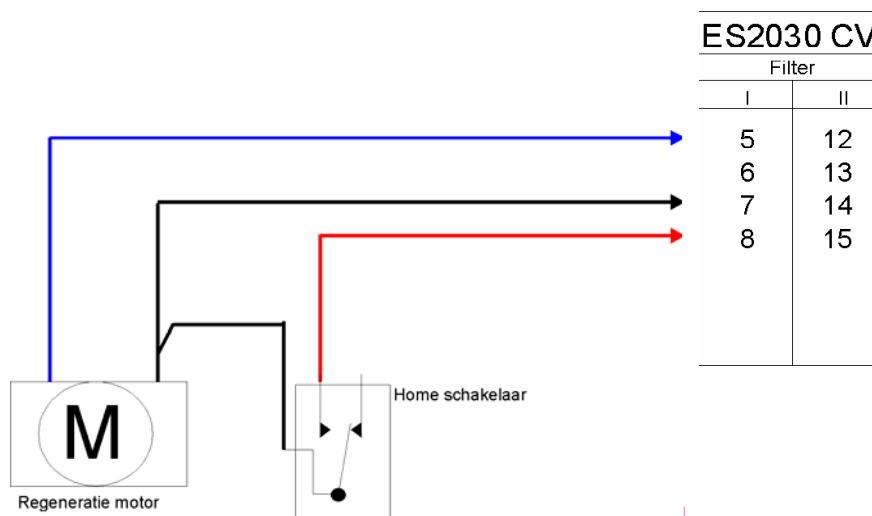 ES2030 CV
Filter
I II
5 12
6 13
7 14
8 15
Home schakelaar
M
Regeneratie motor